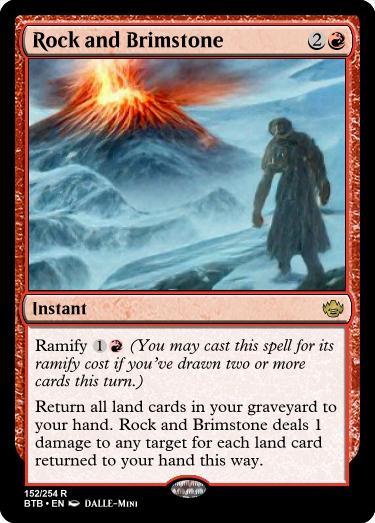 Rock and Brimstone 2
Instant
Ramify 1 (You may cast this spell for its
ramify cost if you've drawn two or more
cards this turn.)
Return all land cards in your graveyard to
your hand. Rock and Brimstone deals 1
damage to any target for each land card
returned to your hand this way.
152/254 R
BTB • EN DALLE-Mini